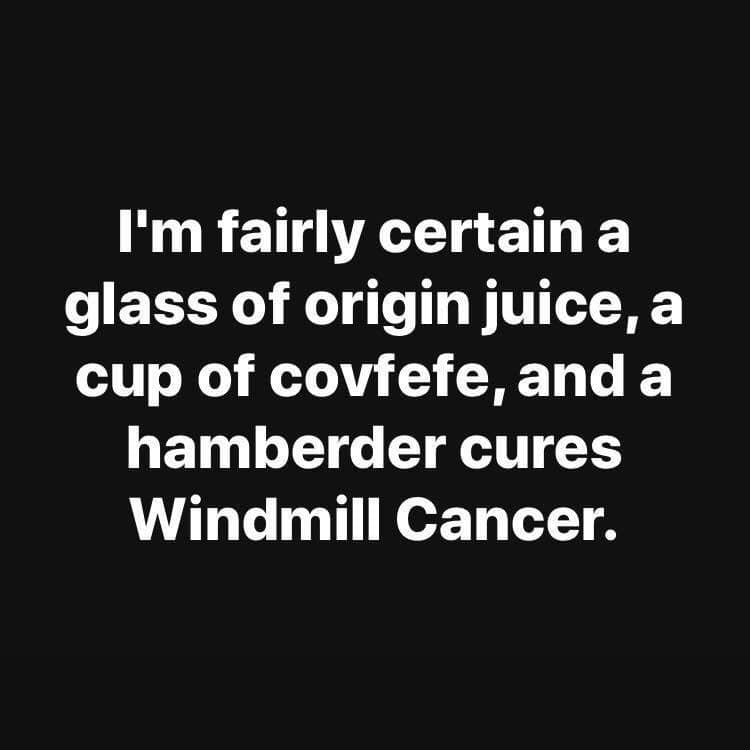 I'm fairly certain a
glass of origin juice, a
cup of covfefe, and a
hamberder cures
Windmill Cancer.